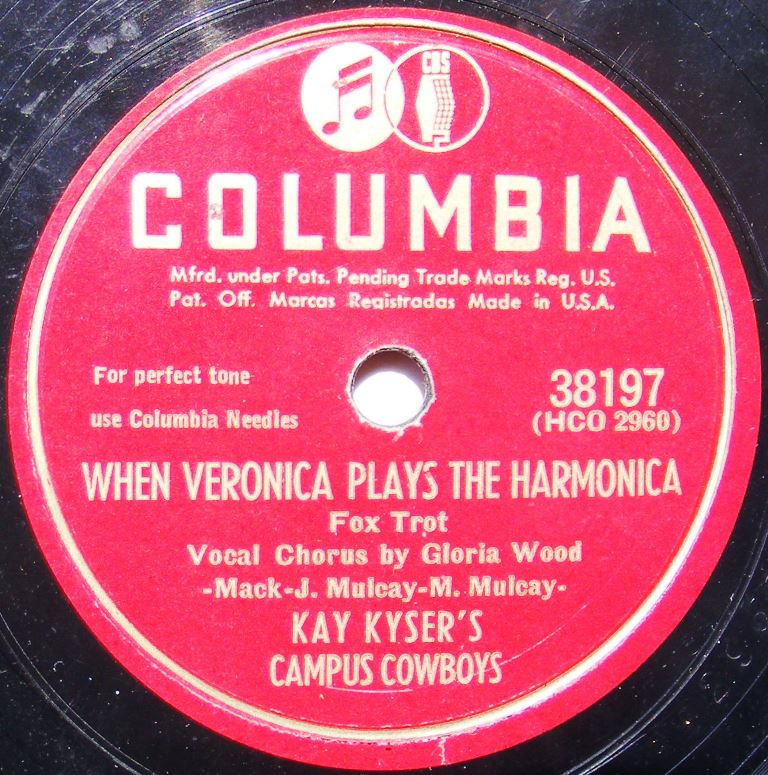 CBS
COLUMBIA
Mfrd. under Pats. Pending Trade Marks Reg. U.S.
Pat. Off. Marcas Registradas Made in U.S.A.
For perfect tone
use Columbia Needles
38197
(HCO 2960)
WHEN VERONICA PLAYS THE HARMONICA
Fox Trot
Vocal Chorus by Gloria Wood
-Mack-J. Mulcay-M. Mulcay-
KAY KYSER'S
CAMPUS COWBOYS